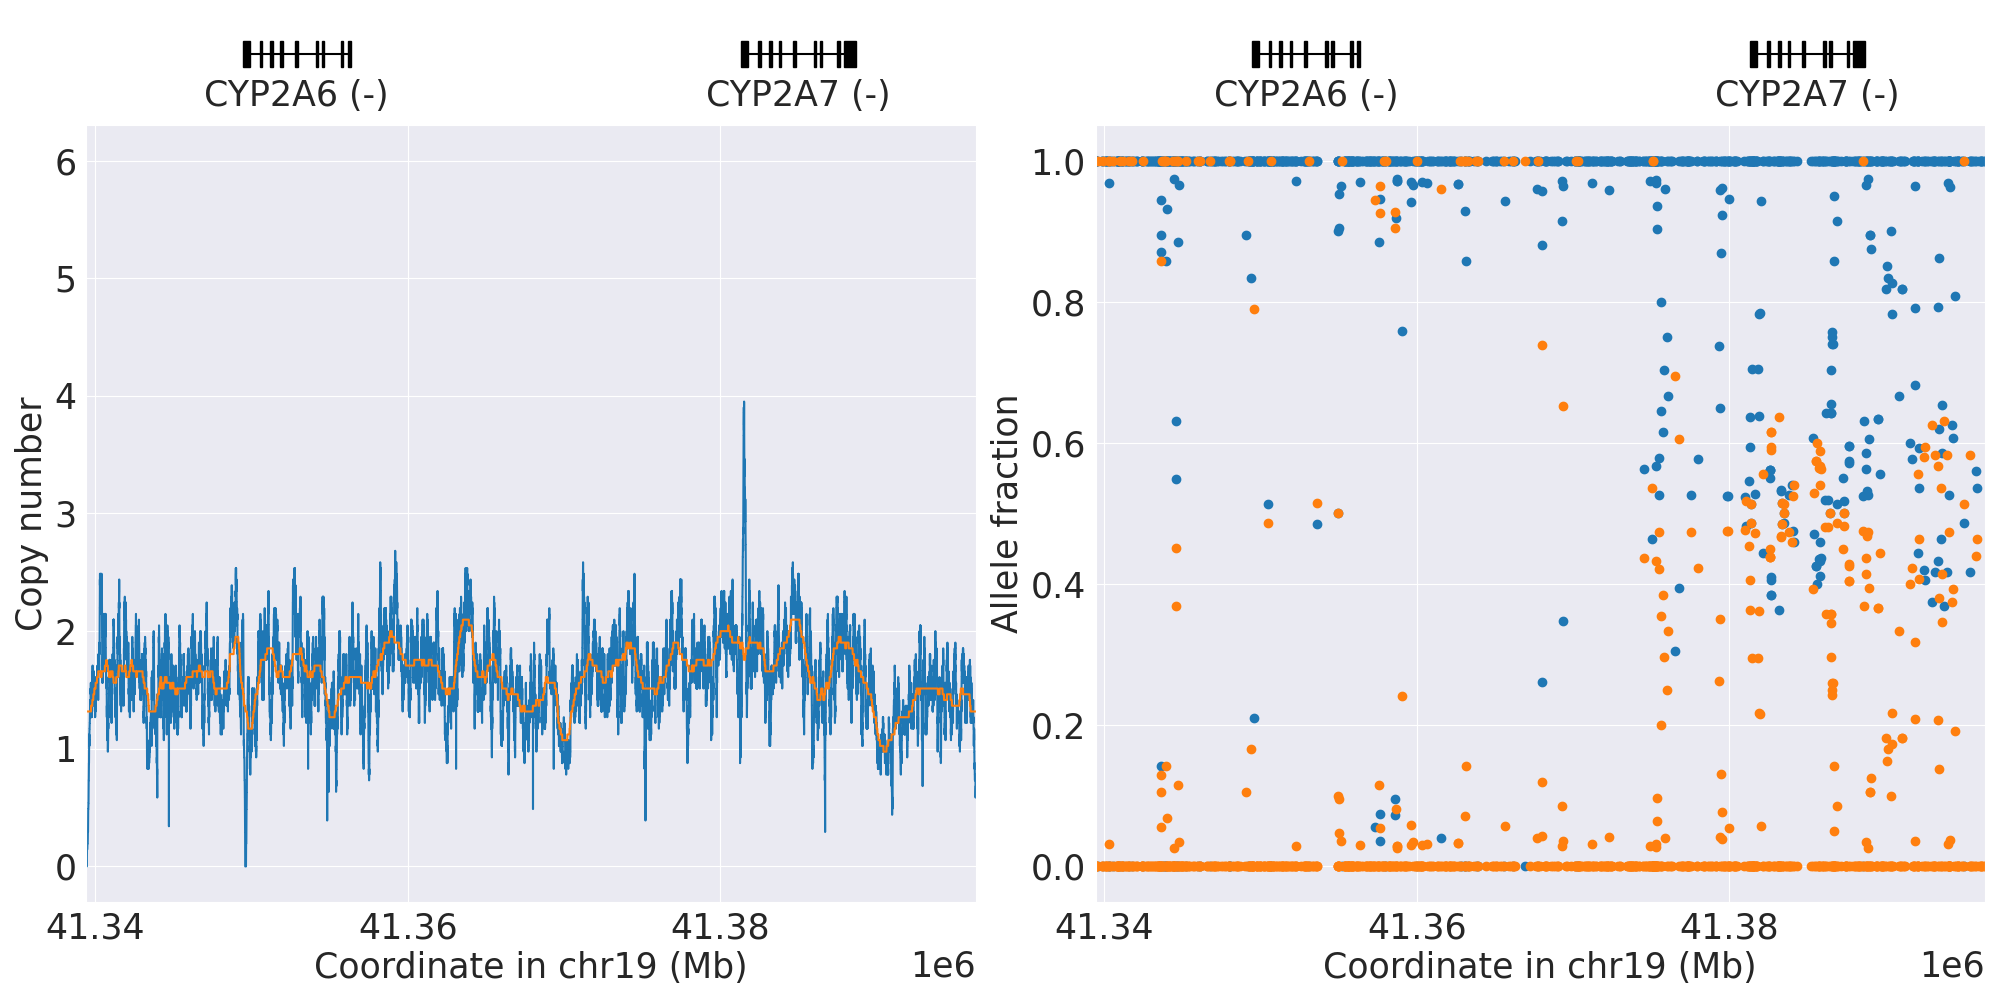 CYP2A6 (-)
CYP2A7 (-)
6
5
4
3
2
1
0
Copy number
41.34
41.36
41.38
Coordinate in chr19 (Mb)
1e6
CYP2A6 (-)
CYP2A7 (-)
1.0
0.8
0.6
0.4
0.2
0.0
Allele fraction
41.34
41.36
41.38
Coordinate in chr19 (Mb)
1e6